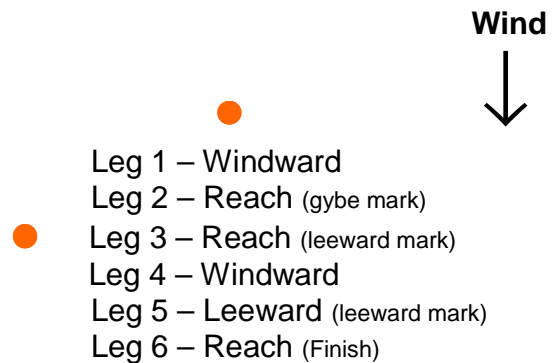 Wind
Leg 1 – Windward
Leg 2 – Reach (gybe mark)
Leg 3 – Reach (leeward mark)
Leg 4 – Windward
Leg 5 – Leeward (leeward mark)
Leg 6 – Reach (Finish)